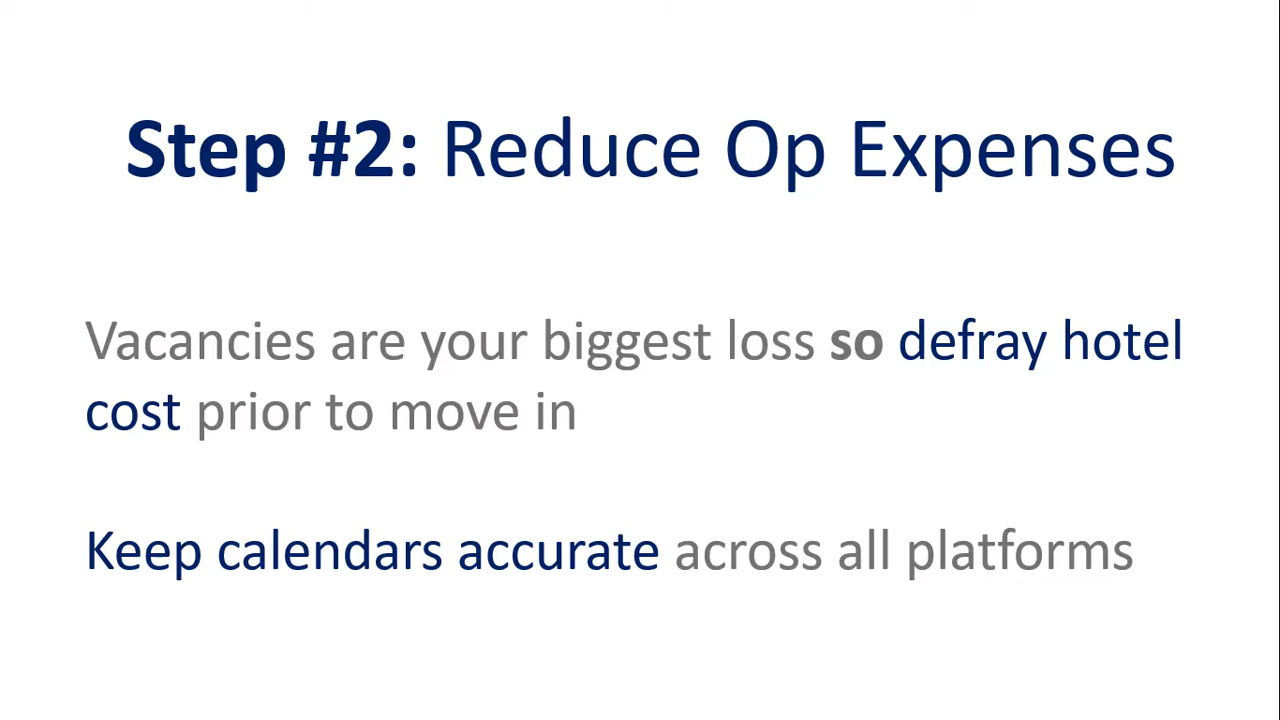 Step #2: Reduce Op Expenses
Vacancies are your biggest loss so defray hotel
cost prior to move in
Keep calendars accurate across all platforms